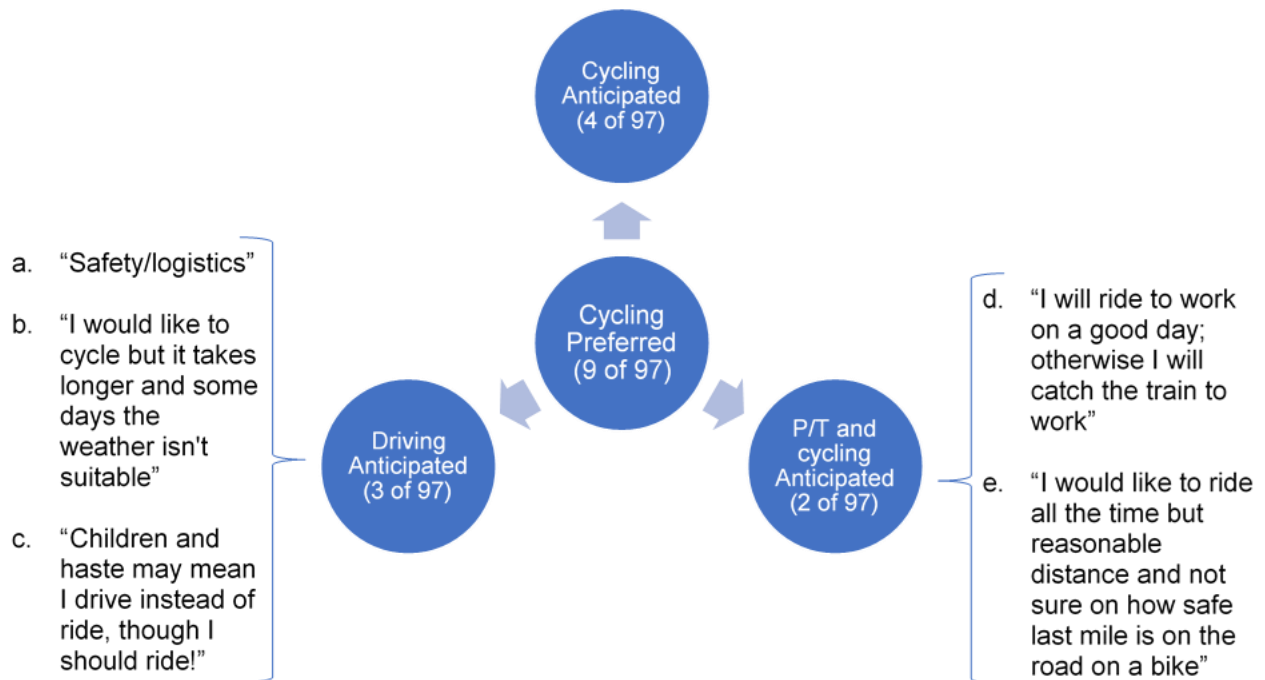 Cycling
Anticipated
(4 of 97)
a. “Safety/logistics”
b. “I would like to
cycle but it takes
longer and some
days the
weather isn't
suitable”
c. “Children and
haste may mean
I drive instead of
ride, though I
should ride!”
Cycling
Preferred
(9 of 97)
Driving
Anticipated
(3 of 97)
P/T and
cycling
Anticipated
(2 of 97)
d. “I will ride to work
on a good day;
otherwise I will
catch the train to
work”
e. “I would like to ride
all the time but
reasonable
distance and not
sure on how safe
last mile is on the
road on a bike”